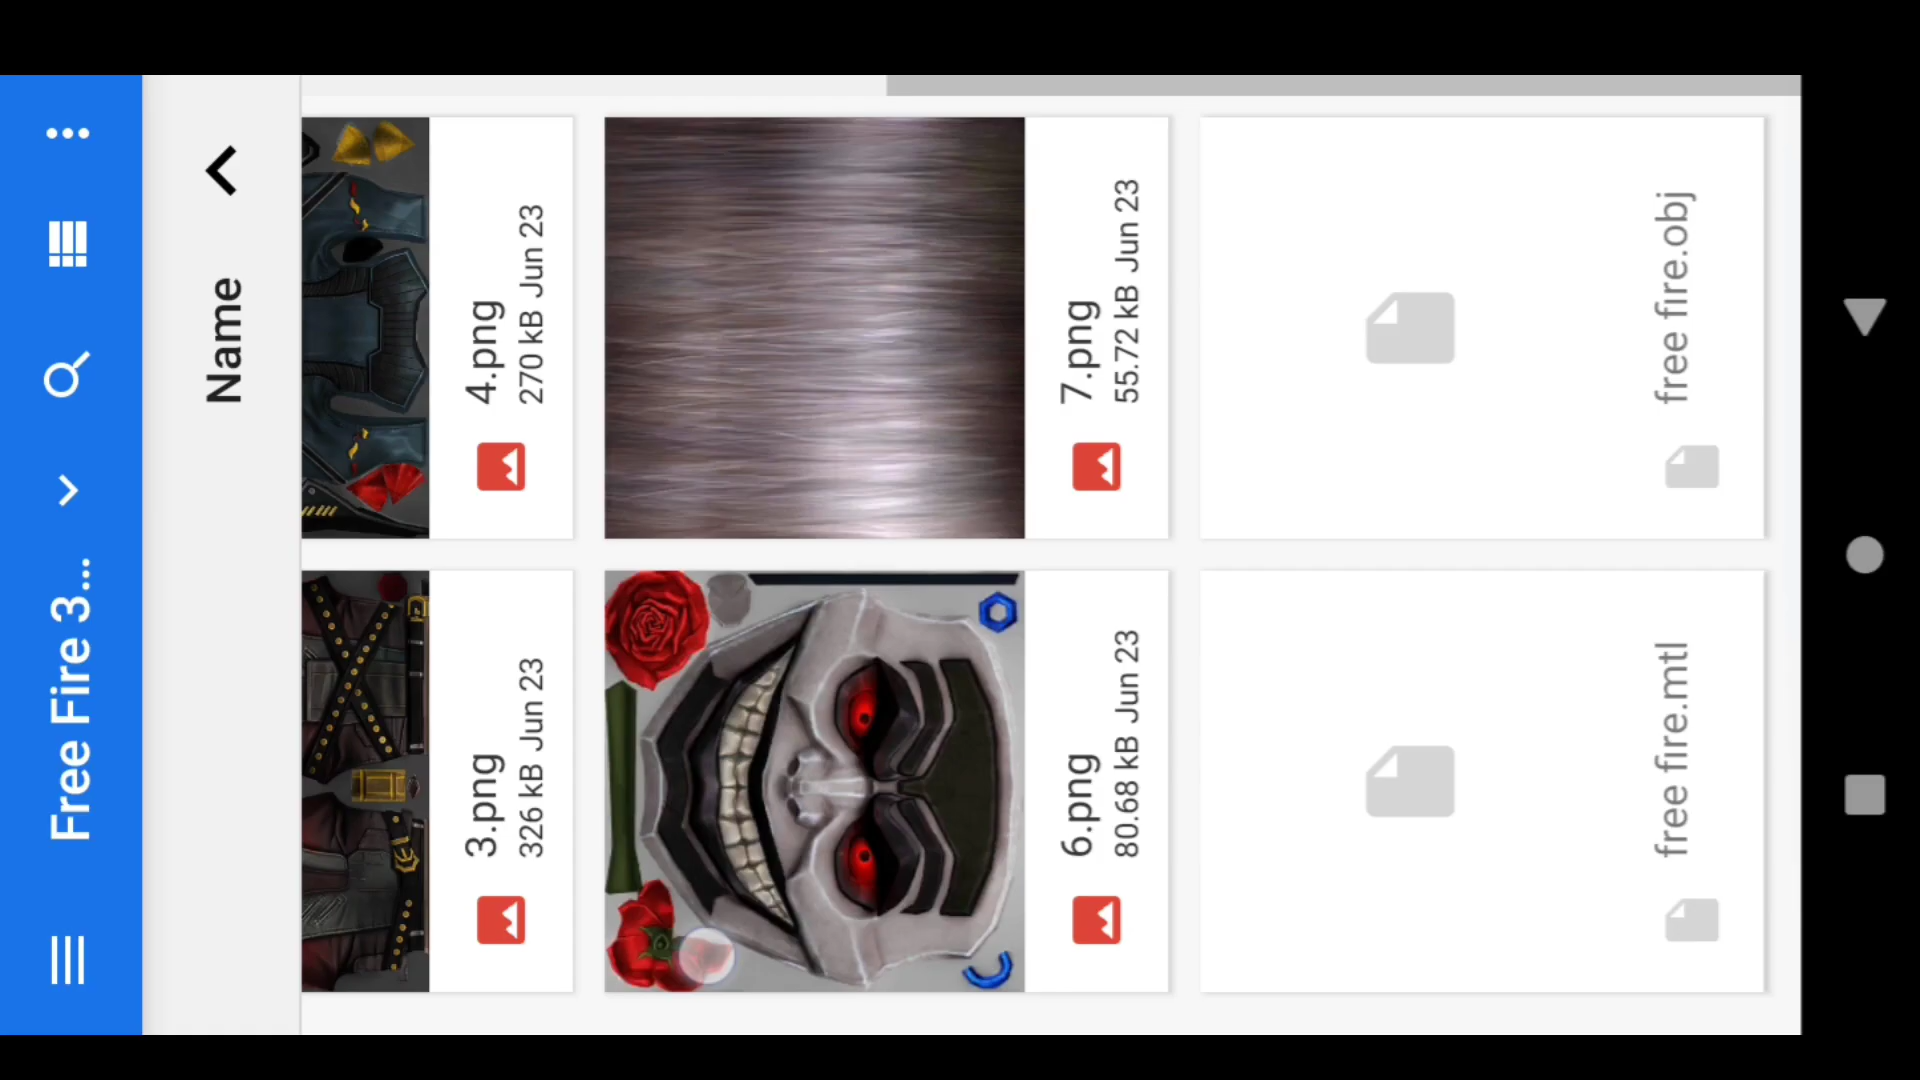 Free Fire 3...
Name
3.png
326 kB Jun 23
4.png
270 kB Jun 23
6.png
80.68 kB Jun 23
7.png
55.72 kB Jun 23
free fire.mtl
free fire.obj